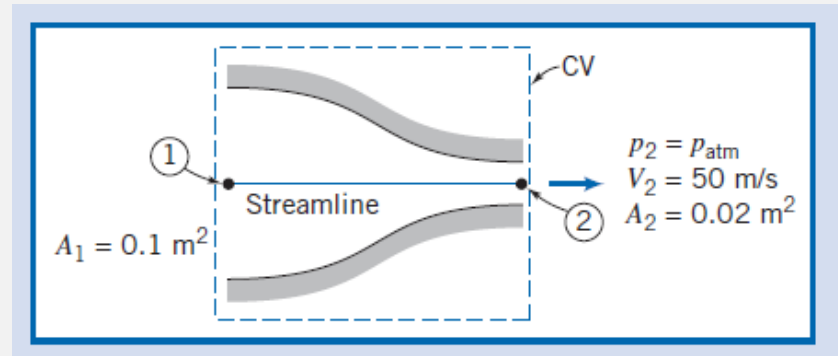 CV
①
p₂ = pₐₜₘ
V₂ = 50 m/s
Streamline
②
A₂ = 0.02 m²
A₁ = 0.1 m²